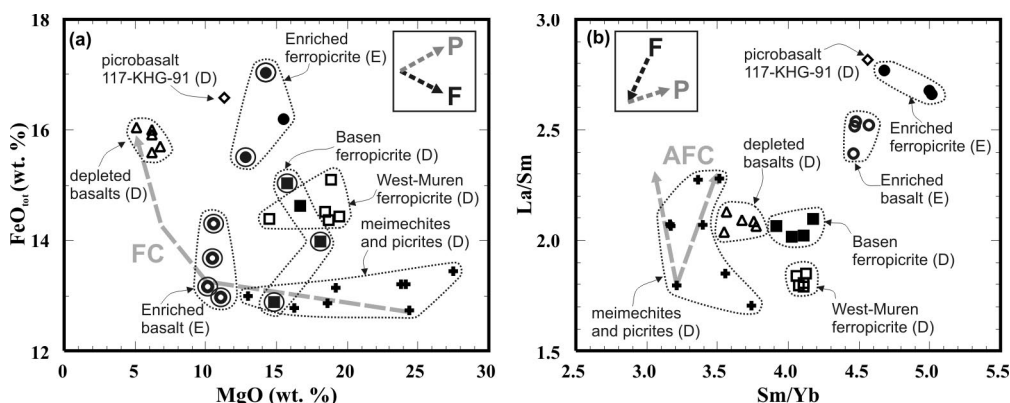 (a)
Enriched
ferropicrite (E)
picrobasalt
117-KHG-91 (D)
P
F
Basen
ferropicrite (D)
West-Muren
ferropicrite (D)
depleted
basalts (D)
meimechites
and picrites (D)
FC
Enriched
basalt (E)
FeOtot (wt. %)
18
16
14
12
0
5
10
15
20
25
30
MgO (wt. %)
(b)
F
P
picrobasalt
117-KHG-91 (D)
AFC
depleted
basalts (D)
Enriched
ferropicrite (E)
Enriched
basalt (E)
Basen
ferropicrite (D)
meimechites
and picrites (D)
West-Muren
ferropicrite (D)
La/Sm
3.0
2.5
2.0
1.5
2.5
3.0
3.5
4.0
4.5
5.0
5.5
Sm/Yb